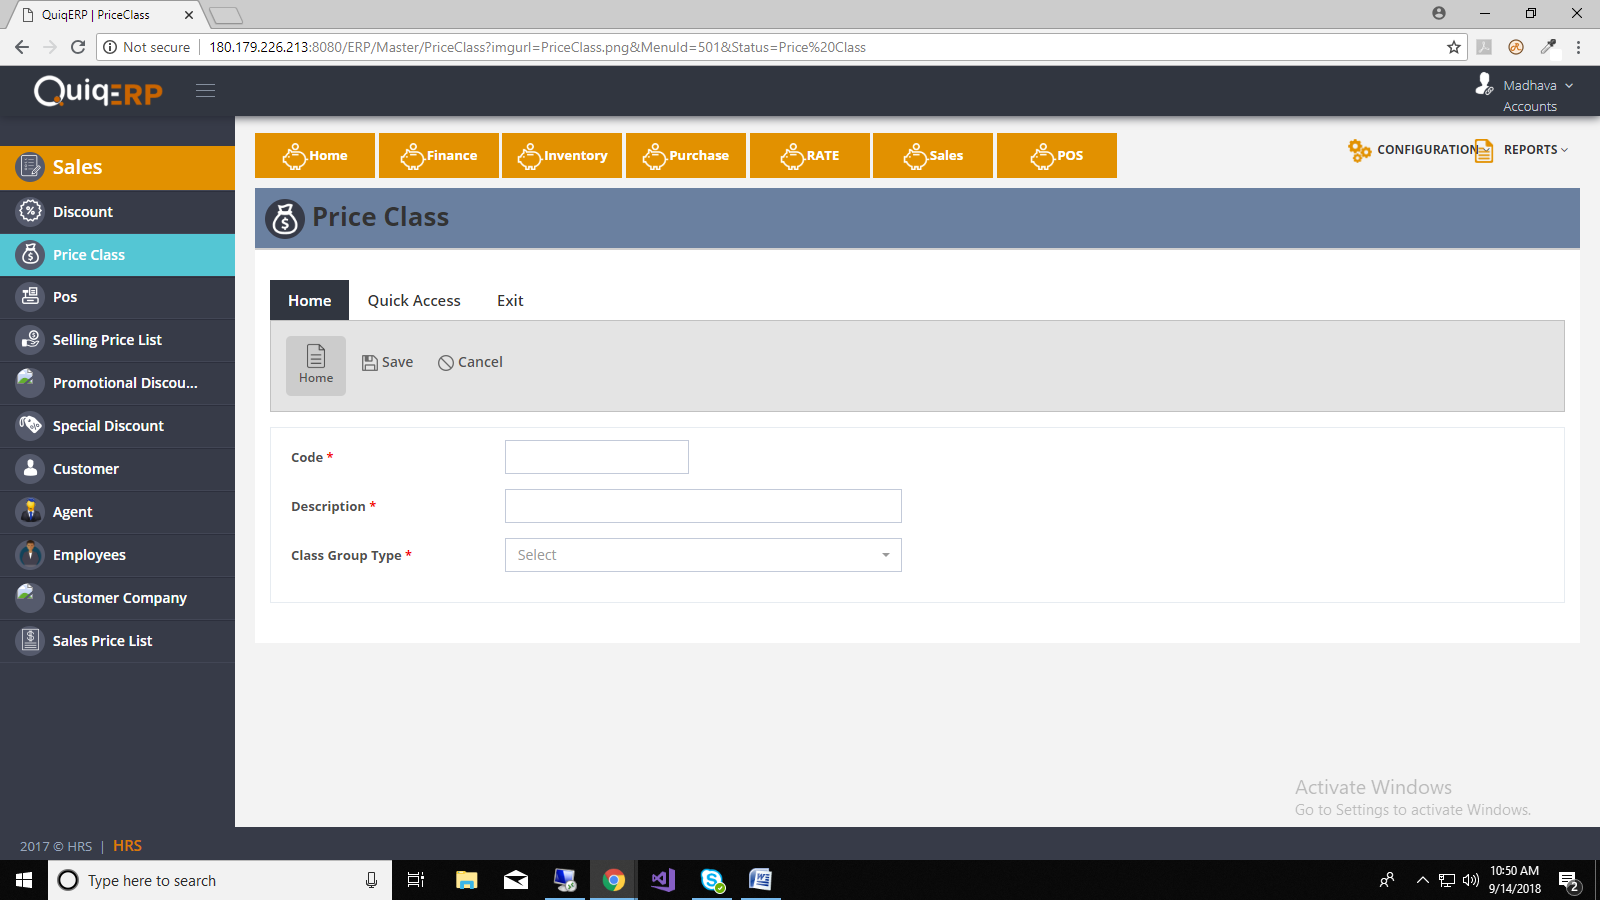 QuiqERP | PriceClass
Not secure | 180.179.226.213:8080/ERP/Master/PriceClass?imgurl=PriceClass.png&MenuId=501&Status=Price%20Class
QuiqERP
Madhava
Accounts
Sales
Discount
Price Class
Pos
Selling Price List
Promotional Discou...
Special Discount
Customer
Agent
Employees
Customer Company
Sales Price List
Home
Finance
Inventory
Purchase
RATE
Sales
POS
CONFIGURATION
REPORTS
Price Class
Home Quick Access Exit
Home
Save
Cancel
Code *
Description *
Class Group Type *
Select
Activate Windows
Go to Settings to activate Windows.
2017 © HRS | HRS
Type here to search
10:50 AM
9/14/2018
2